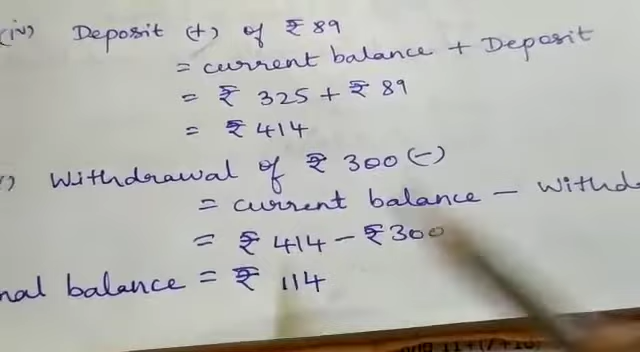 (iv) Deposit (+) of ₹ 89
= current balance + Deposit
= ₹ 325 + ₹ 89
= ₹ 414
Withdrawal of ₹ 300 (-)
= current balance - Withd
= ₹ 414 - ₹ 300
nal balance = ₹ 114